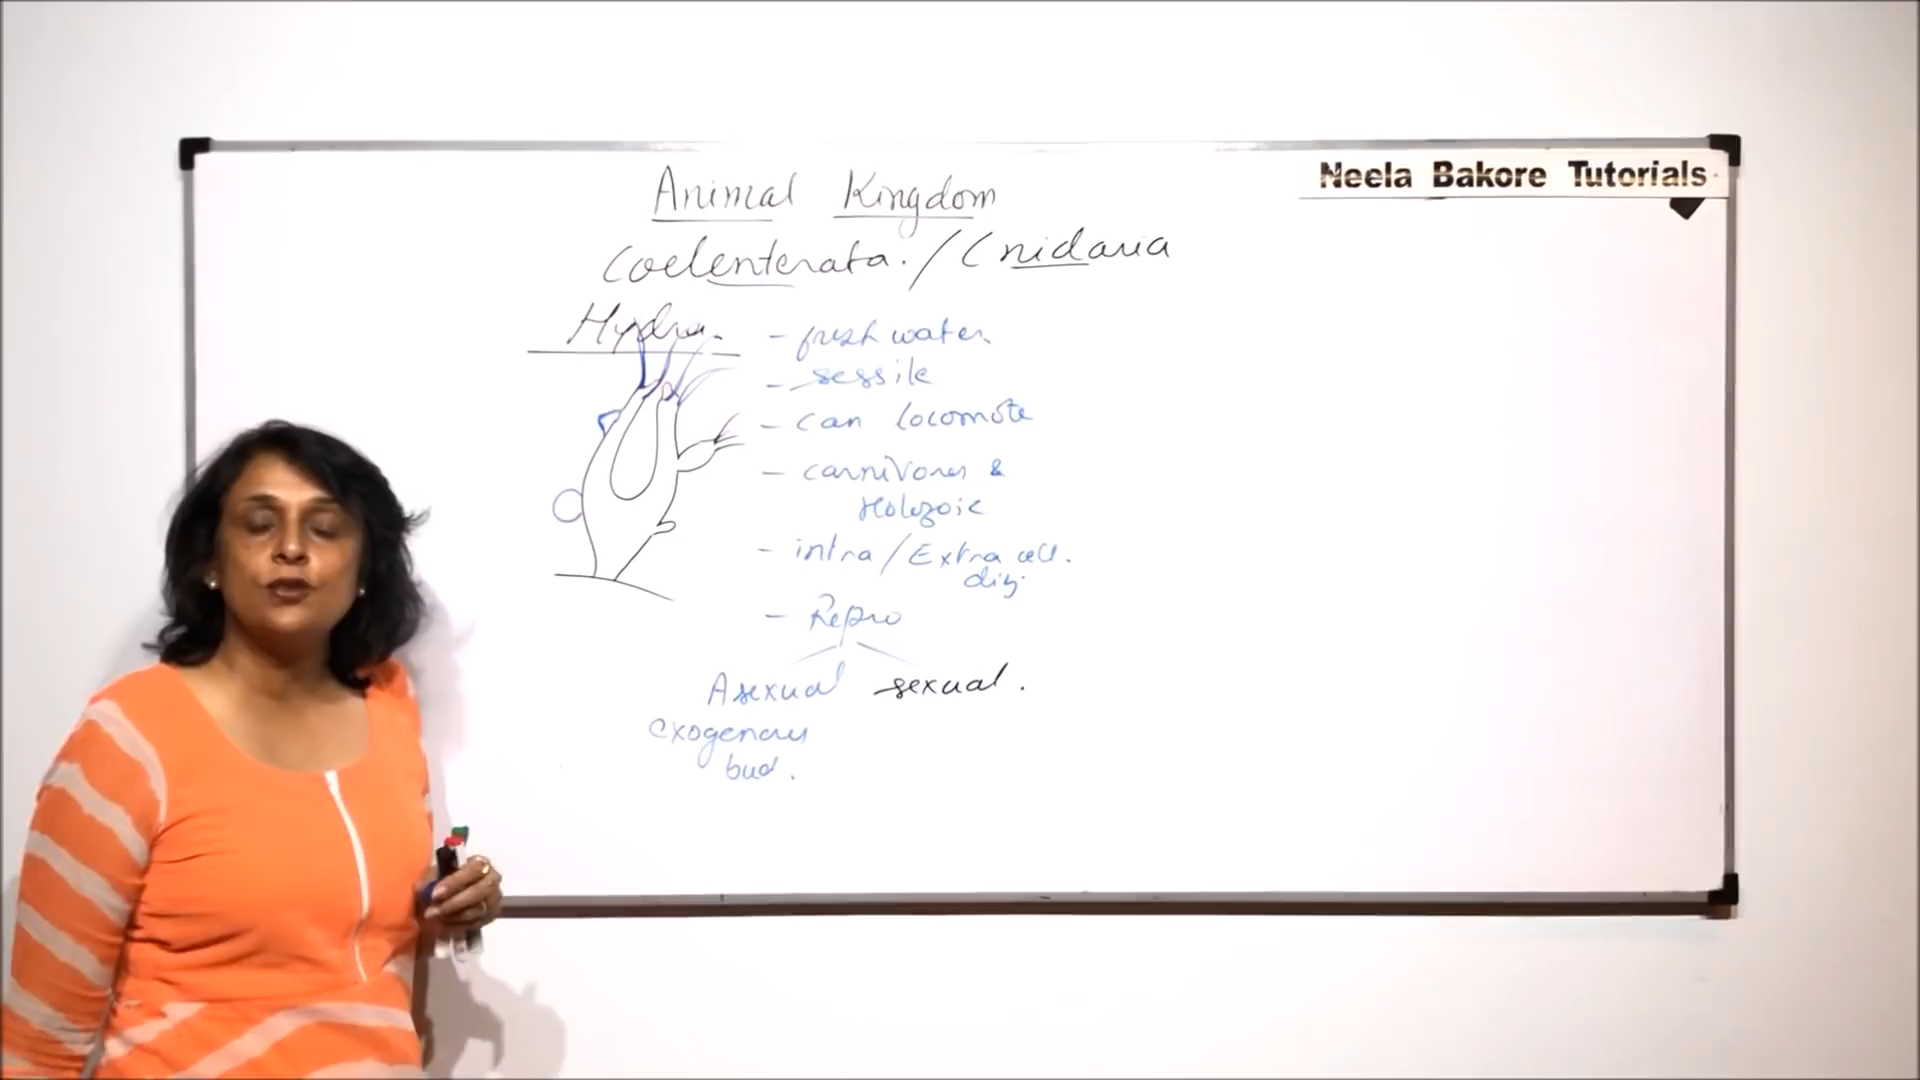 Neela Bakore Tutorials
Animal Kingdom
Coelenterata. / Cnidaria
Hydra.
- fresh water
- sessile
- can locomote
- carnivores &
Holozoic
- intra / Extra cell.
dig.
- Repro
Asexual sexual.
exogenous
bud.